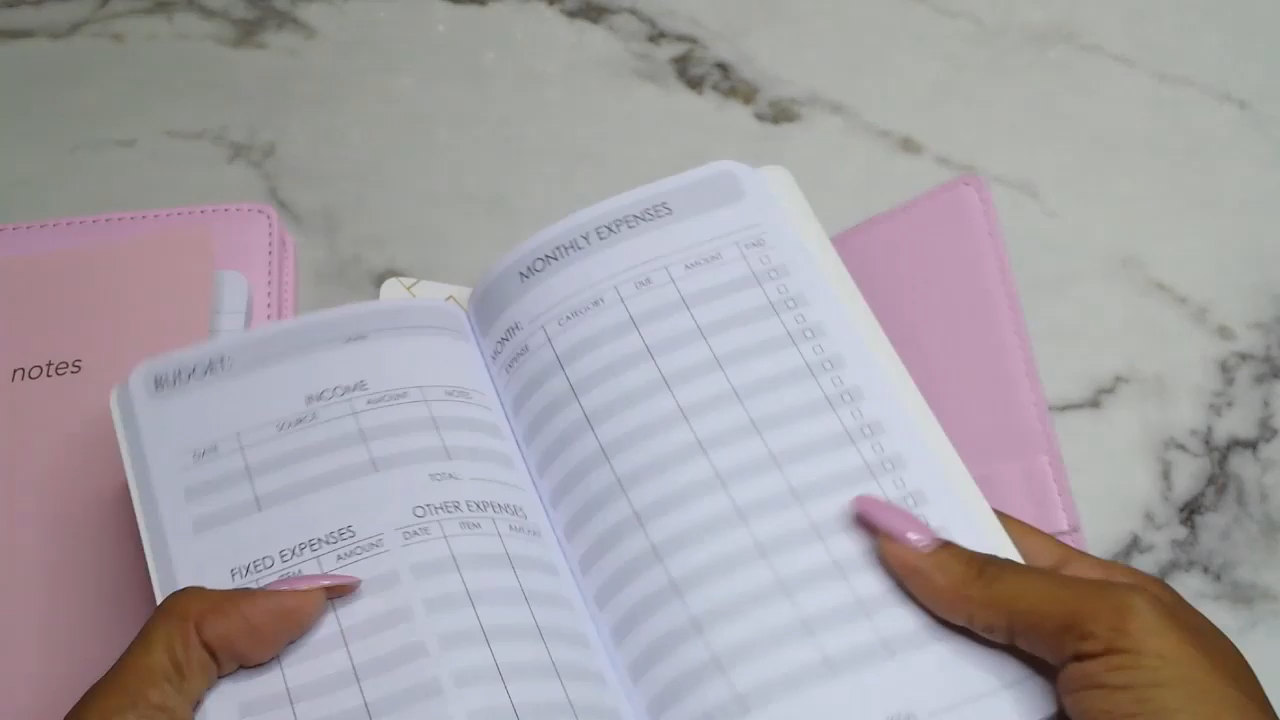 notes
BUDGET:
INCOME
DATE SOURCE AMOUNT NOTES
TOTAL:
FIXED EXPENSES
ITEM AMOUNT
OTHER EXPENSES
DATE ITEM AMOUNT
MONTHLY EXPENSES
MONTH:
EXPENSE CATEGORY DUE AMOUNT PAID